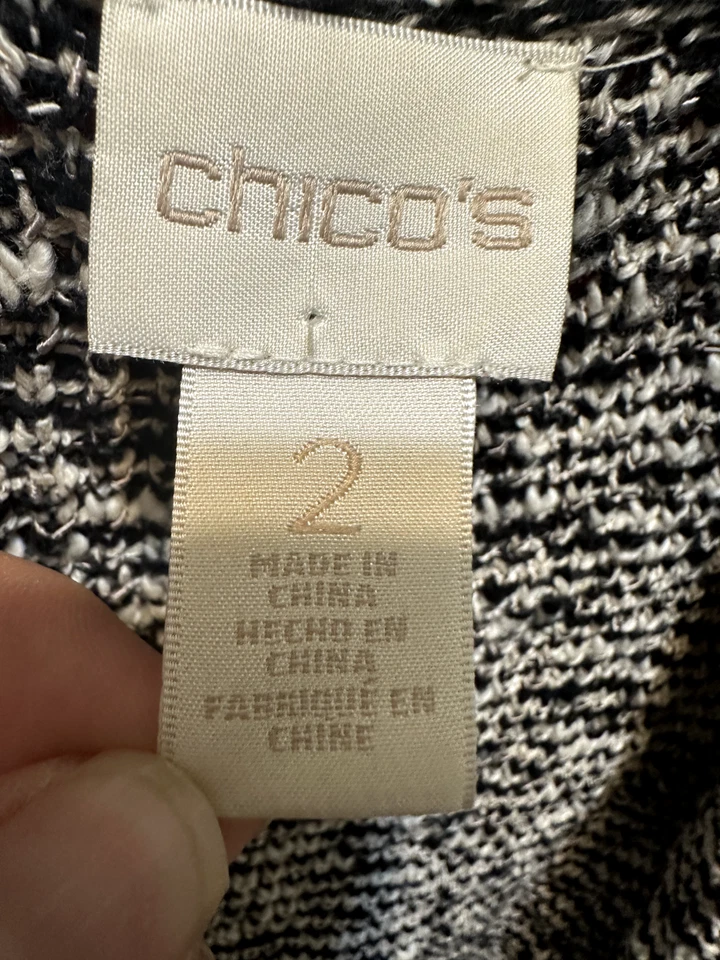 chico's
2
MADE IN
CHINA
HECHO EN
CHINA
FABRIQUÉ EN
CHINE